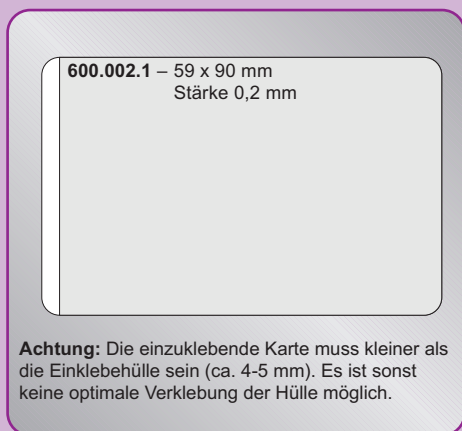 600.002.1 – 59 x 90 mm
Stärke 0,2 mm
Achtung: Die einzuklebende Karte muss kleiner als
die Einklebehülle sein (ca. 4-5 mm). Es ist sonst
keine optimale Verklebung der Hülle möglich.